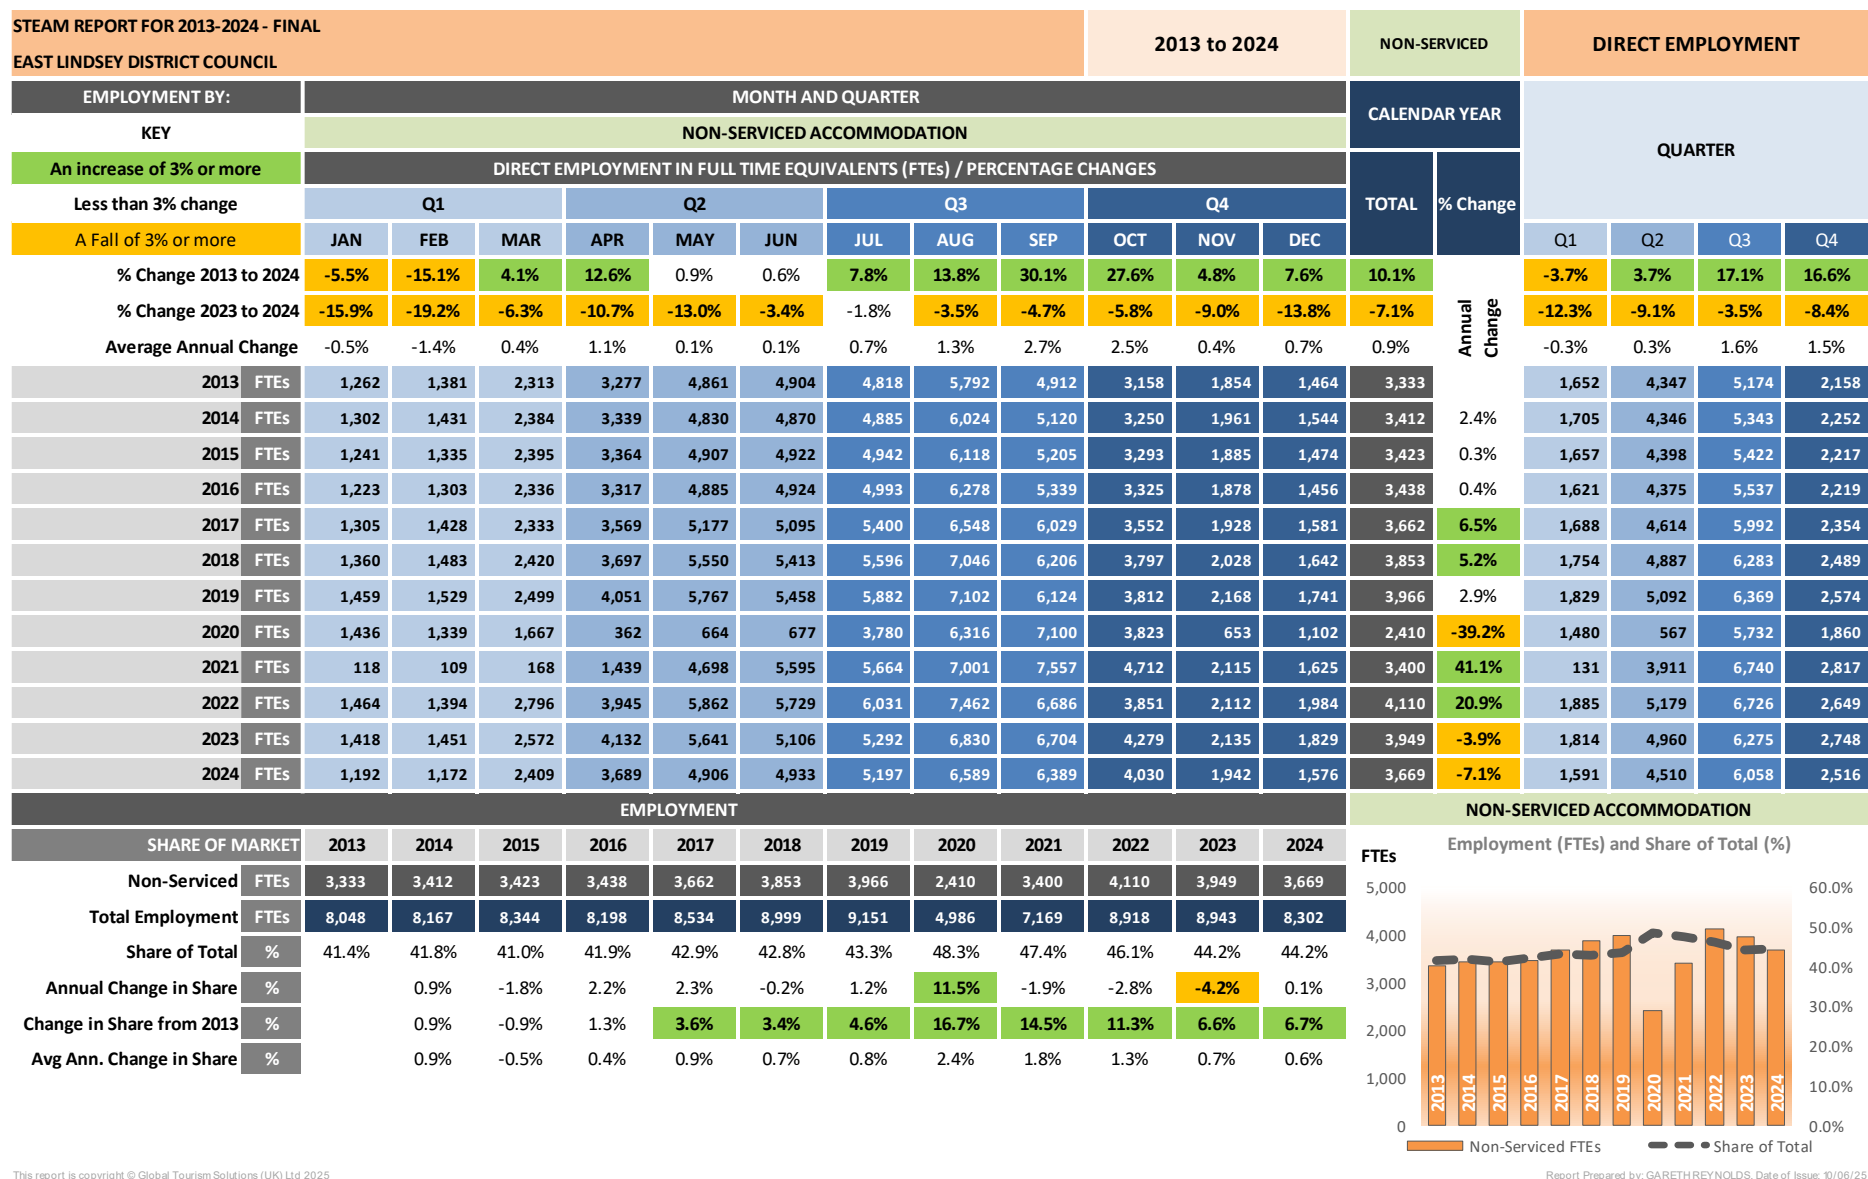 STEAM REPORT FOR 2013-2024 - FINAL
EAST LINDSEY DISTRICT COUNCIL
2013 to 2024
NON-SERVICED
DIRECT EMPLOYMENT
EMPLOYMENT BY:
MONTH AND QUARTER
CALENDAR YEAR
QUARTER
KEY
NON-SERVICED ACCOMMODATION
An increase of 3% or more
DIRECT EMPLOYMENT IN FULL TIME EQUIVALENTS (FTEs) / PERCENTAGE CHANGES
TOTAL
% Change
Less than 3% change
Q1 Q2 Q3 Q4
A Fall of 3% or more
JAN FEB MAR APR MAY JUN JUL AUG SEP OCT NOV DEC Q1 Q2 Q3 Q4
% Change 2013 to 2024 -5.5% -15.1% 4.1% 12.6% 0.9% 0.6% 7.8% 13.8% 30.1% 27.6% 4.8% 7.6% 10.1% -3.7% 3.7% 17.1% 16.6%
% Change 2023 to 2024 -15.9% -19.2% -6.3% -10.7% -13.0% -3.4% -1.8% -3.5% -4.7% -5.8% -9.0% -13.8% -7.1% -12.3% -9.1% -3.5% -8.4%
Average Annual Change -0.5% -1.4% 0.4% 1.1% 0.1% 0.1% 0.7% 1.3% 2.7% 2.5% 0.4% 0.7% 0.9% -0.3% 0.3% 1.6% 1.5%
Annual
Change
2013 FTEs 1,262 1,381 2,313 3,277 4,861 4,904 4,818 5,792 4,912 3,158 1,854 1,464 3,333 1,652 4,347 5,174 2,158
2014 FTEs 1,302 1,431 2,384 3,339 4,830 4,870 4,885 6,024 5,120 3,250 1,961 1,544 3,412 2.4% 1,705 4,346 5,343 2,252
2015 FTEs 1,241 1,335 2,395 3,364 4,907 4,922 4,942 6,118 5,205 3,293 1,885 1,474 3,423 0.3% 1,657 4,398 5,422 2,217
2016 FTEs 1,223 1,303 2,336 3,317 4,885 4,924 4,993 6,278 5,339 3,325 1,878 1,456 3,438 0.4% 1,621 4,375 5,537 2,219
2017 FTEs 1,305 1,428 2,333 3,569 5,177 5,095 5,400 6,548 6,029 3,552 1,928 1,581 3,662 6.5% 1,688 4,614 5,992 2,354
2018 FTEs 1,360 1,483 2,420 3,697 5,550 5,413 5,596 7,046 6,206 3,797 2,028 1,642 3,853 5.2% 1,754 4,887 6,283 2,489
2019 FTEs 1,459 1,529 2,499 4,051 5,767 5,458 5,882 7,102 6,124 3,812 2,168 1,741 3,966 2.9% 1,829 5,092 6,369 2,574
2020 FTEs 1,436 1,339 1,667 362 664 677 3,780 6,316 7,100 3,823 653 1,102 2,410 -39.2% 1,480 567 5,732 1,860
2021 FTEs 118 109 168 1,439 4,698 5,595 5,664 7,001 7,557 4,712 2,115 1,625 3,400 41.1% 131 3,911 6,740 2,817
2022 FTEs 1,464 1,394 2,796 3,945 5,862 5,729 6,031 7,462 6,686 3,851 2,112 1,984 4,110 20.9% 1,885 5,179 6,726 2,649
2023 FTEs 1,418 1,451 2,572 4,132 5,641 5,106 5,292 6,830 6,704 4,279 2,135 1,829 3,949 -3.9% 1,814 4,960 6,275 2,748
2024 FTEs 1,192 1,172 2,409 3,689 4,906 4,933 5,197 6,589 6,389 4,030 1,942 1,576 3,669 -7.1% 1,591 4,510 6,058 2,516
EMPLOYMENT
SHARE OF MARKET 2013 2014 2015 2016 2017 2018 2019 2020 2021 2022 2023 2024
Non-Serviced FTEs 3,333 3,412 3,423 3,438 3,662 3,853 3,966 2,410 3,400 4,110 3,949 3,669
Total Employment FTEs 8,048 8,167 8,344 8,198 8,534 8,999 9,151 4,986 7,169 8,918 8,943 8,302
Share of Total % 41.4% 41.8% 41.0% 41.9% 42.9% 42.8% 43.3% 48.3% 47.4% 46.1% 44.2% 44.2%
Annual Change in Share % 0.9% -1.8% 2.2% 2.3% -0.2% 1.2% 11.5% -1.9% -2.8% -4.2% 0.1%
Change in Share from 2013 % 0.9% -0.9% 1.3% 3.6% 3.4% 4.6% 16.7% 14.5% 11.3% 6.6% 6.7%
Avg Ann. Change in Share % 0.9% -0.5% 0.4% 0.9% 0.7% 0.8% 2.4% 1.8% 1.3% 0.7% 0.6%
NON-SERVICED ACCOMMODATION
Employment (FTEs) and Share of Total (%)
FTEs
5,000 60.0%
50.0%
4,000
40.0%
3,000
30.0%
2,000
20.0%
1,000
10.0%
0 0.0%
2013 2014 2015 2016 2017 2018 2019 2020 2021 2022 2023 2024
Non-Serviced FTEs Share of Total
This report is copyright © Global Tourism Solutions (UK) Ltd 2025
Report Prepared by: GARETH REYNOLDS. Date of Issue: 10/06/25